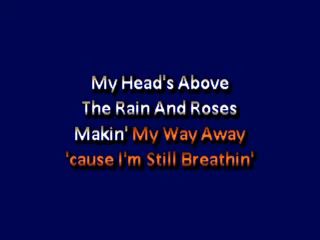 My Head's Above
The Rain And Roses
Makin' My Way Away
'cause I'm Still Breathin'